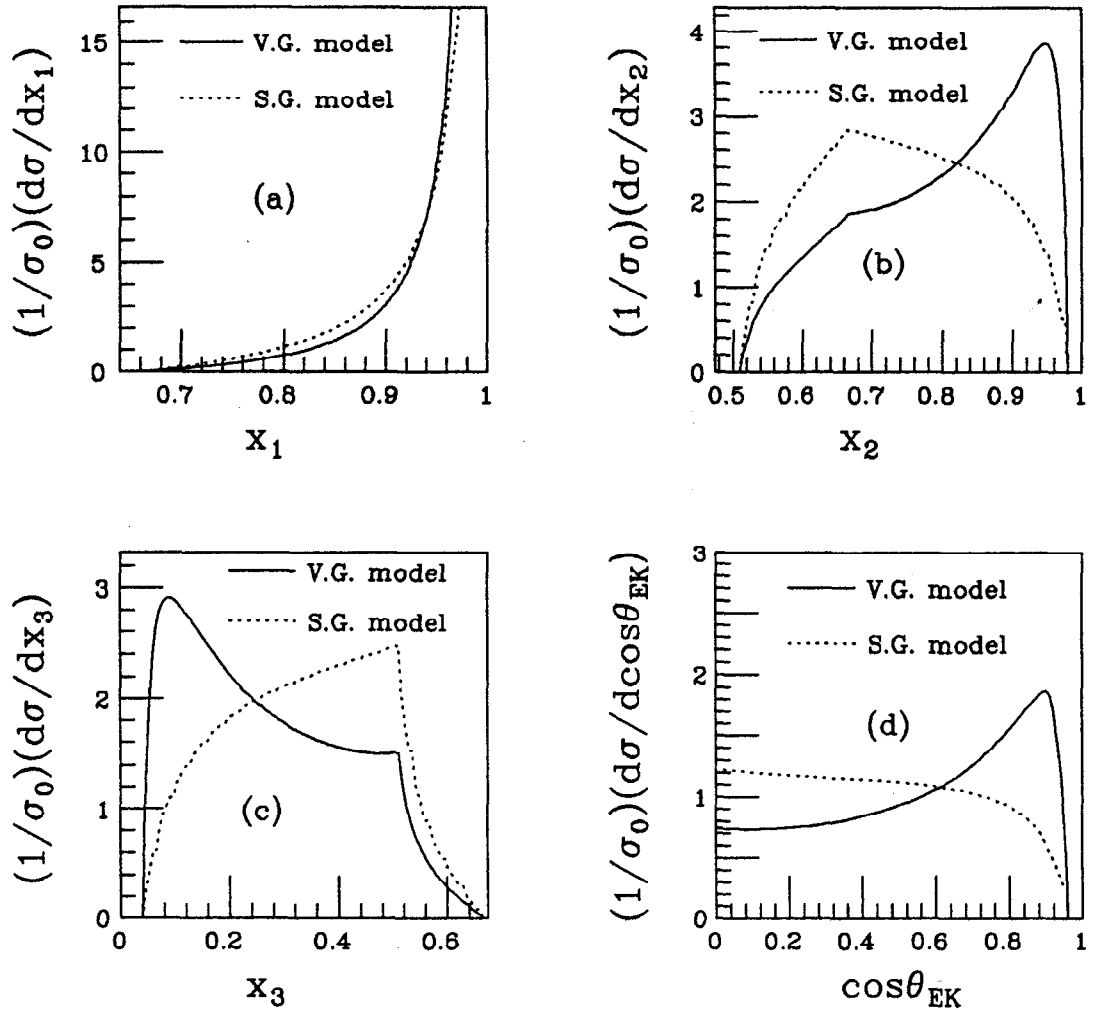 (1/σ₀)(dσ/dx₁)
15
10
5
0
V.G. model
S.G. model
(a)
0.7
0.8
0.9
1
X₁
(1/σ₀)(dσ/dx₂)
4
3
2
1
0
V.G. model
S.G. model
(b)
0.5
0.6
0.7
0.8
0.9
1
X₂
(1/σ₀)(dσ/dx₃)
3
2
1
0
V.G. model
S.G. model
(c)
0
0.2
0.4
0.6
X₃
(1/σ₀)(dσ/dcosθEK)
3
2
1
0
V.G. model
S.G. model
(d)
0
0.2
0.4
0.6
0.8
1
cosθEK